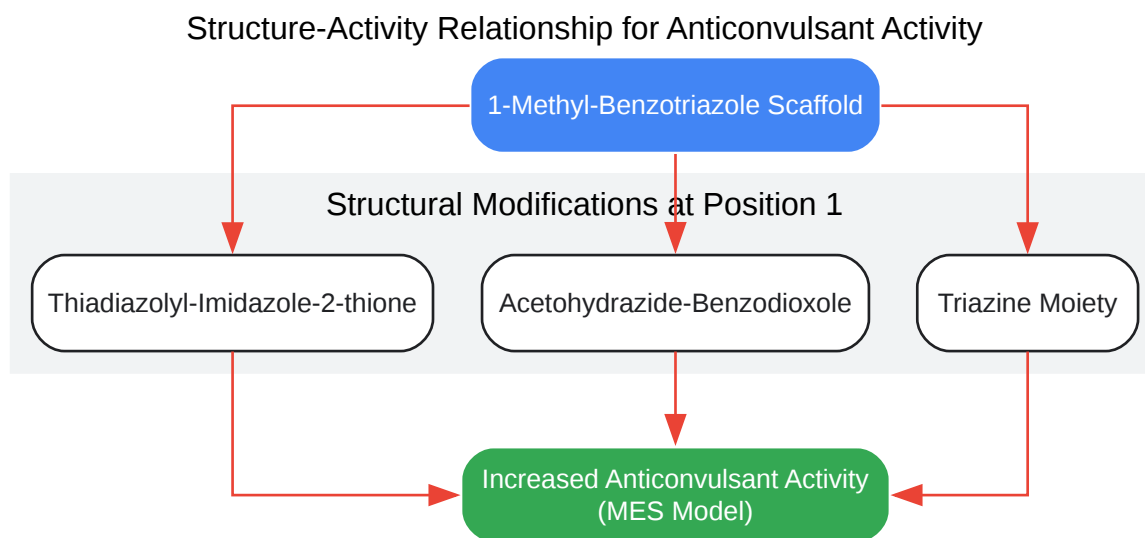 Structure-Activity Relationship for Anticonvulsant Activity
1-Methyl-Benzotriazole Scaffold
Structural Modifications at Position 1
Thiadiazolyl-Imidazole-2-thione
Acetohydrazide-Benzodioxole
Triazine Moiety
Increased Anticonvulsant Activity
(MES Model)